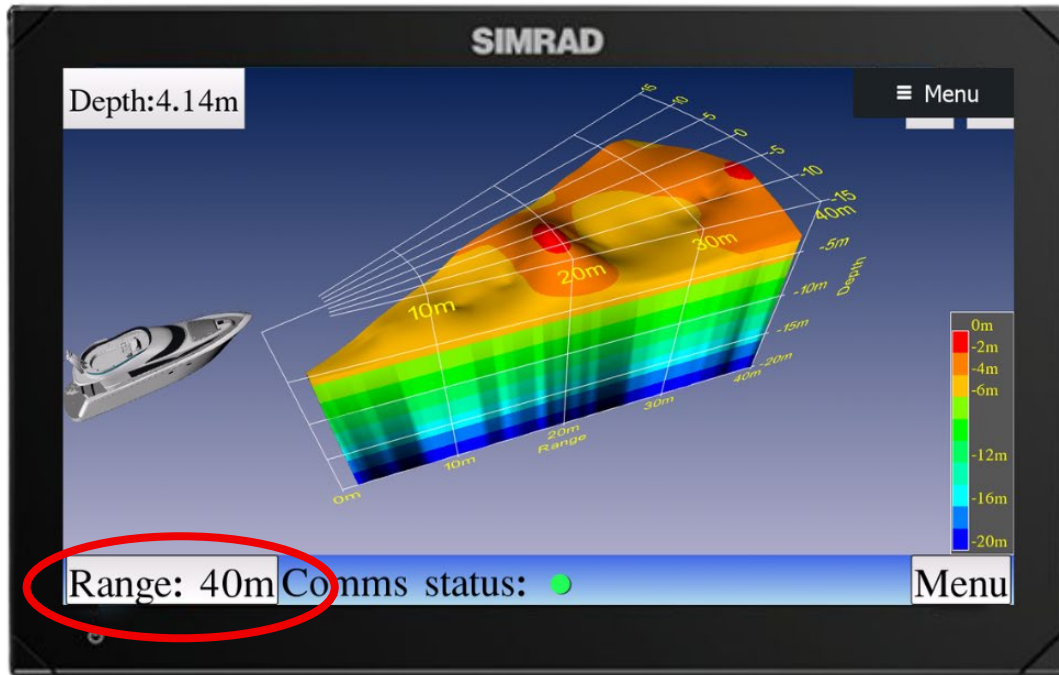 SIMRAD
Depth:4.14m
≡ Menu
-15
-10
-5
-0
-5
-10
-15
40m
30m
20m
10m
-5m
-10m
-15m
-20m
Depth
0m
10m
20m
30m
40m
Range
0m
-2m
-4m
-6m
-12m
-16m
-20m
Range: 40m
Comms status:
Menu